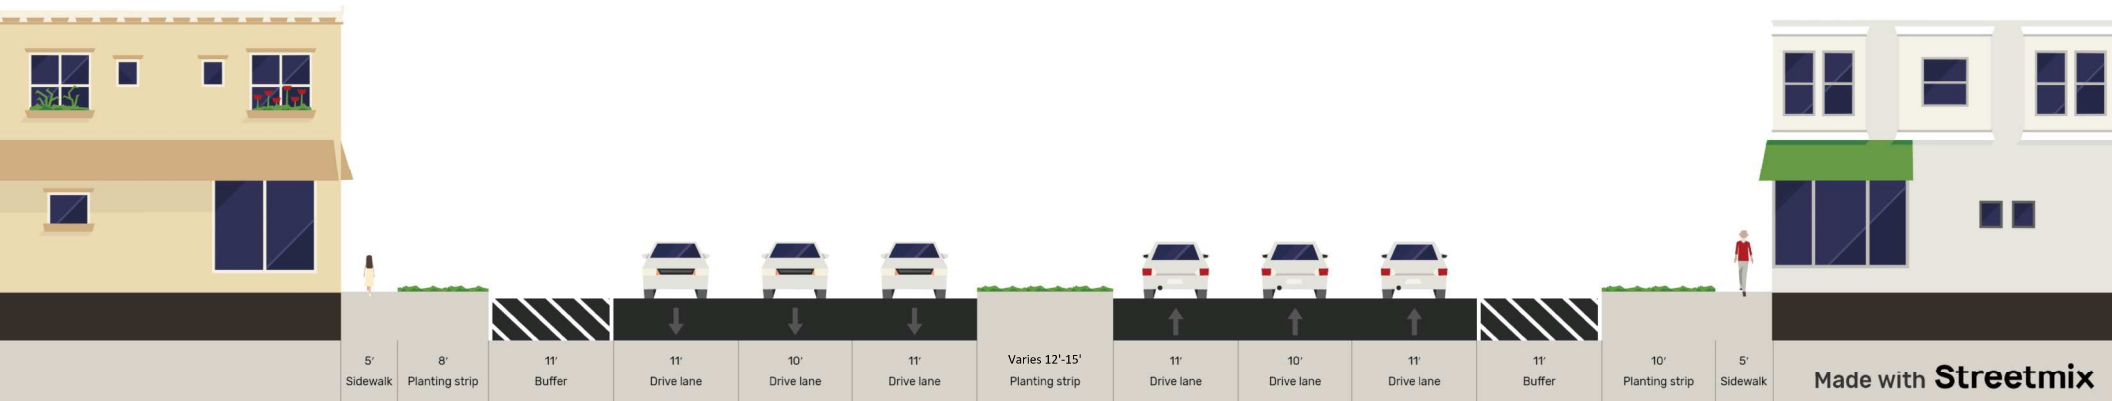 5' 8' 11' 11' 10' 11' Varies 12'-15' 11' 10' 11' 11' 10' 5'
Sidewalk Planting strip Buffer Drive lane Drive lane Drive lane Planting strip Drive lane Drive lane Drive lane Buffer Planting strip Sidewalk
Made with Streetmix